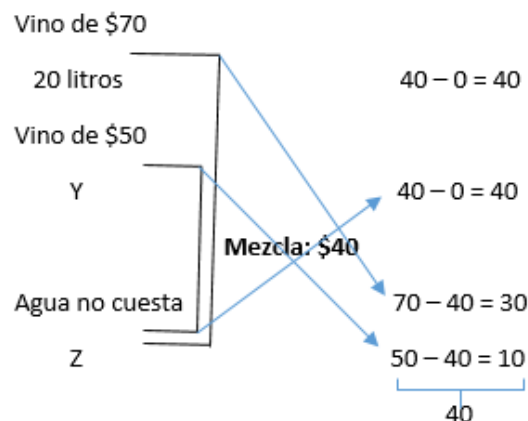 Vino de $70
20 litros
40 – 0 = 40
Vino de $50
Y
40 – 0 = 40
Mezcla: $40
Agua no cuesta
70 – 40 = 30
Z
50 – 40 = 10
40